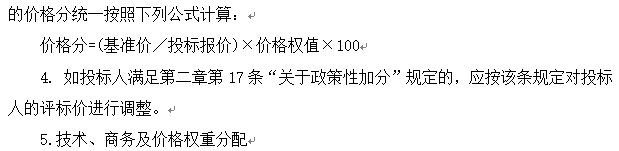 的价格分统一按照下列公式计算：
价格分=(基准价／投标报价)×价格权值×100
4. 如投标人满足第二章第 17 条“关于政策性加分”规定的，应按该条规定对投标
人的评标价进行调整。
5.技术、商务及价格权重分配